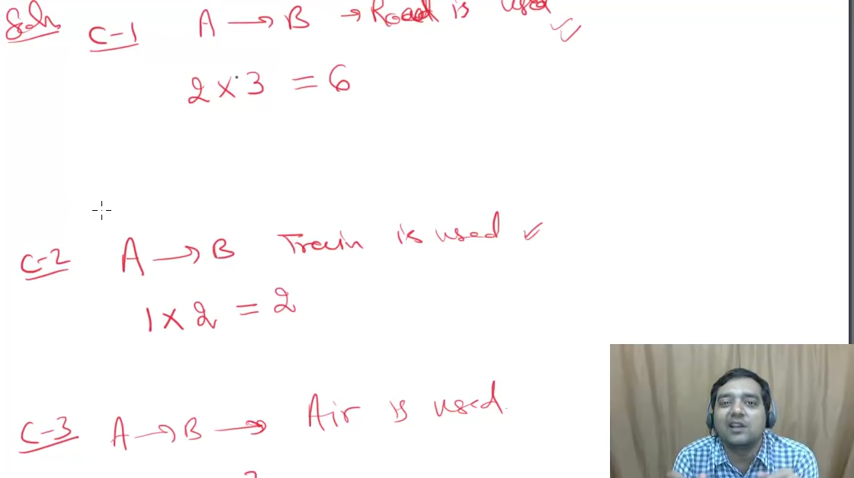 Soln C-1 A → B → Road is used
2 × 3 = 6
C-2 A → B Train is used
1 × 2 = 2
C-3 A → B → Air is used.